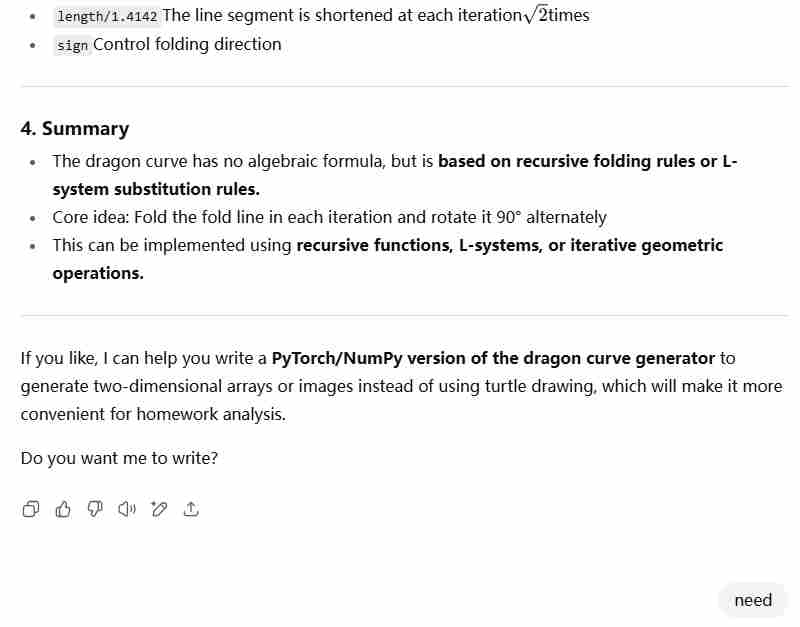 length/1.4142 The line segment is shortened at each iteration√2times
sign Control folding direction
4. Summary
The dragon curve has no algebraic formula, but is based on recursive folding rules or L-
system substitution rules.
Core idea: Fold the fold line in each iteration and rotate it 90° alternately
This can be implemented using recursive functions, L-systems, or iterative geometric
operations.
If you like, I can help you write a PyTorch/NumPy version of the dragon curve generator to
generate two-dimensional arrays or images instead of using turtle drawing, which will make it more
convenient for homework analysis.
Do you want me to write?
need